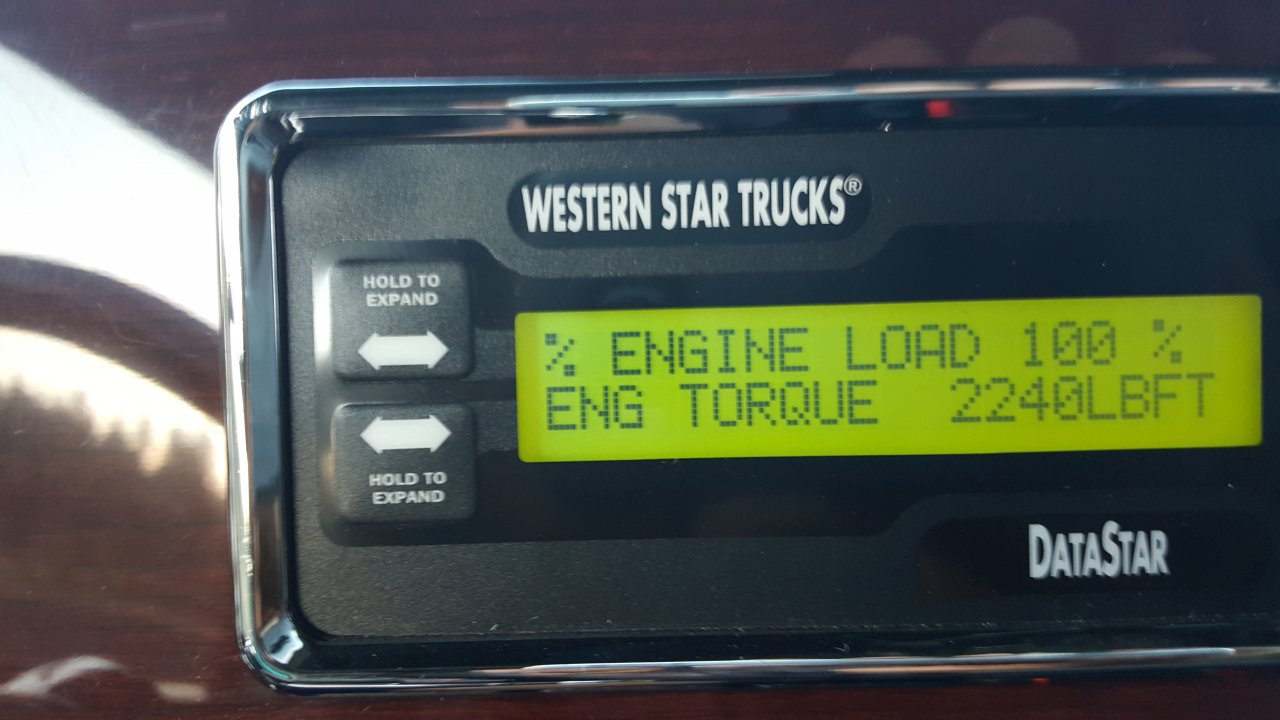 WESTERN STAR TRUCKS®
HOLD TO
EXPAND
% ENGINE LOAD 100 %
ENG TORQUE 2240LBFT
HOLD TO
EXPAND
DATASTAR